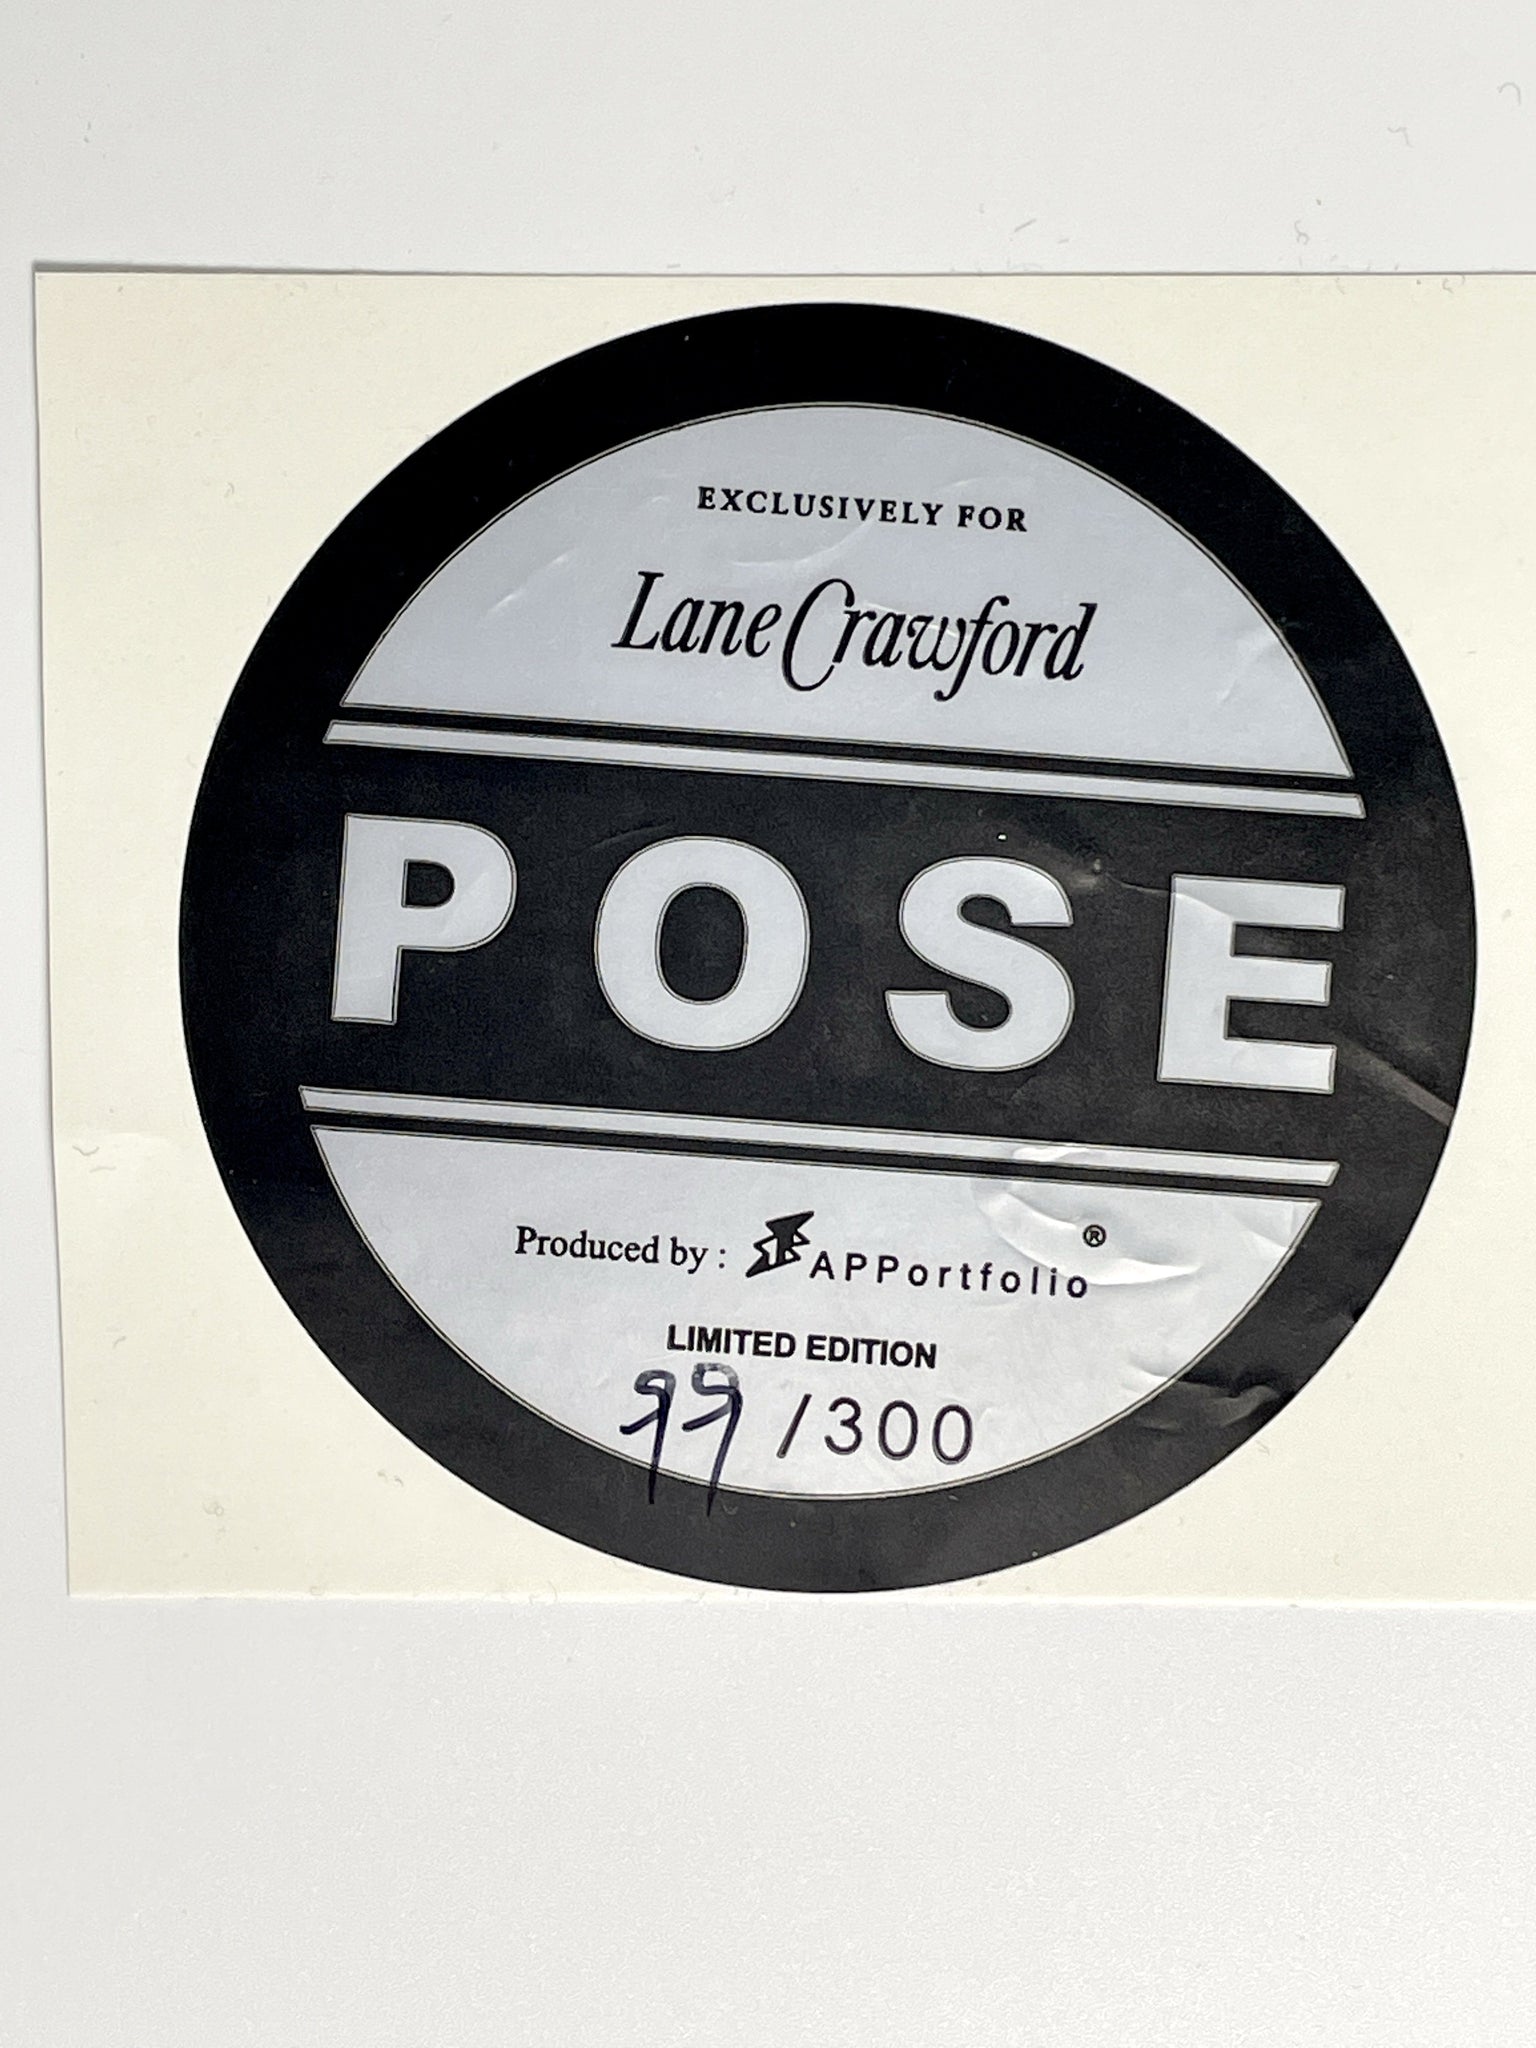 EXCLUSIVELY FOR
Lane Crawford
POSE
Produced by : APPortfolio ®
LIMITED EDITION
99 /300